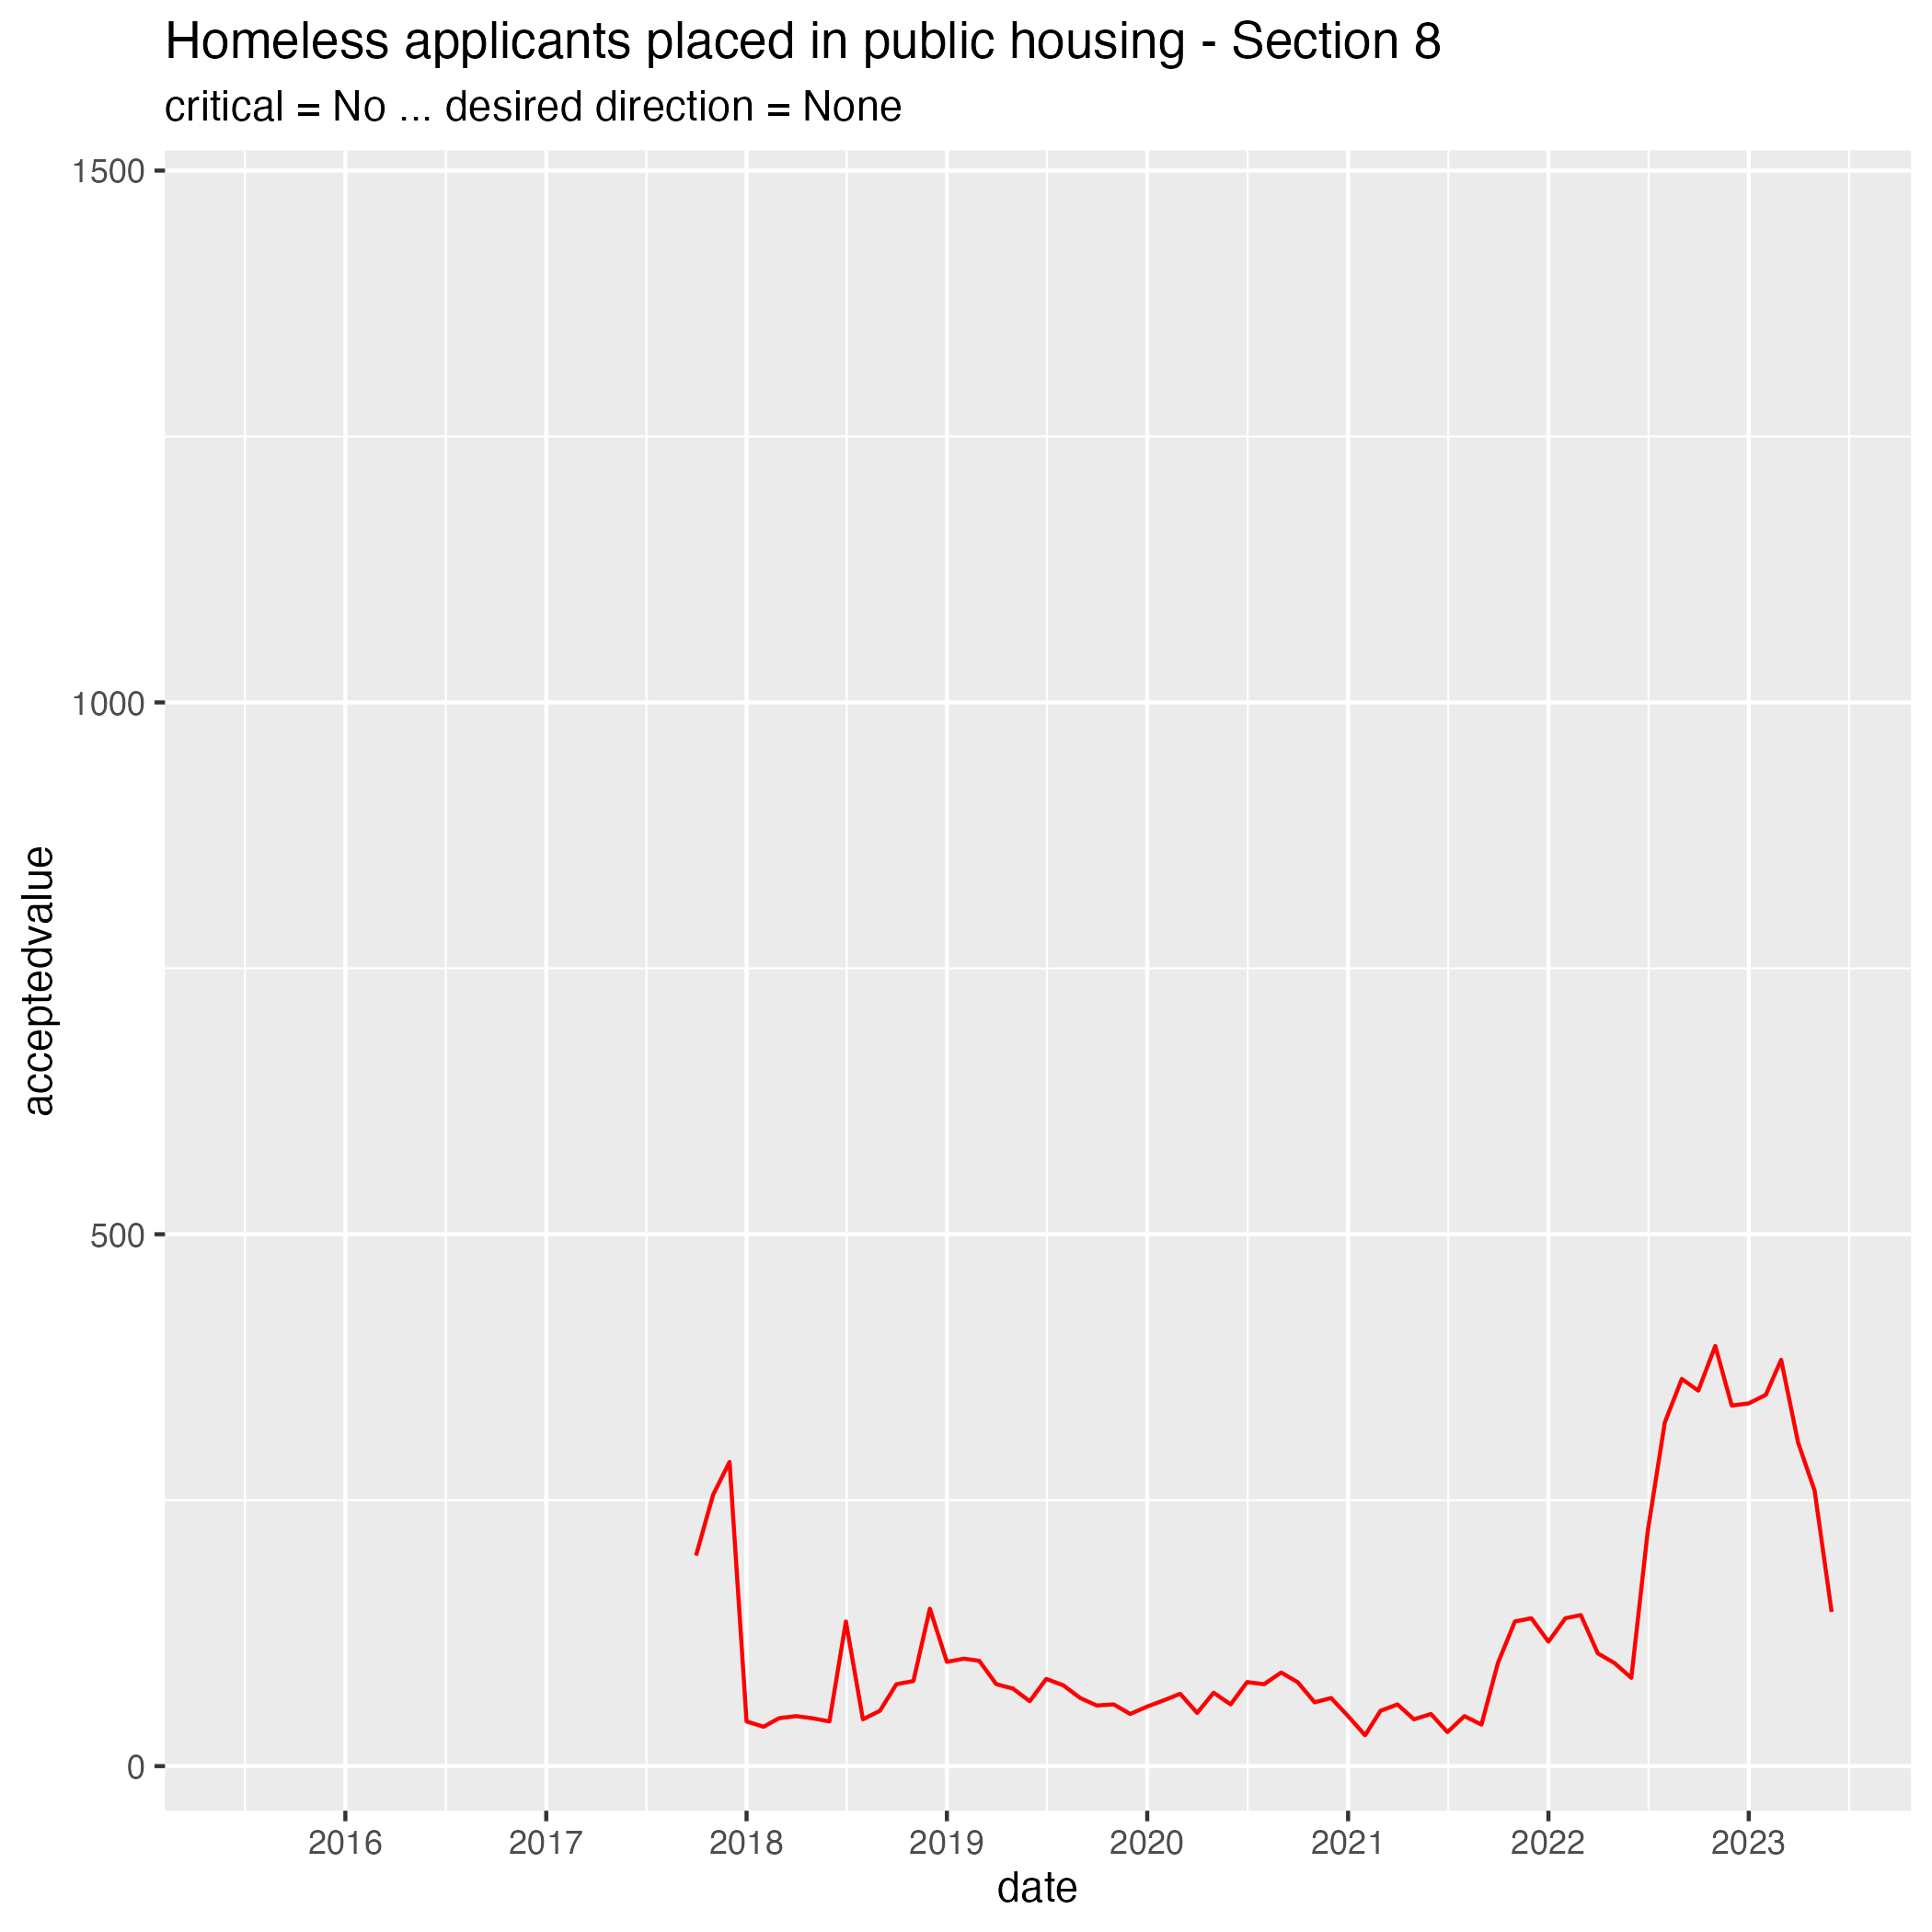 Homeless applicants placed in public housing - Section 8
critical = No ... desired direction = None
acceptedvalue
1500
1000
500
0
2016 2017 2018 2019 2020 2021 2022 2023
date